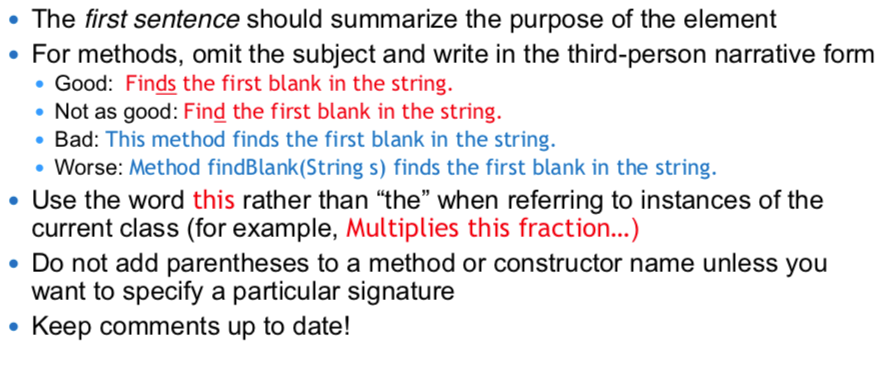 • The first sentence should summarize the purpose of the element
• For methods, omit the subject and write in the third-person narrative form
• Good: Finds the first blank in the string.
• Not as good: Find the first blank in the string.
• Bad: This method finds the first blank in the string.
• Worse: Method findBlank(String s) finds the first blank in the string.
• Use the word this rather than “the” when referring to instances of the
current class (for example, Multiplies this fraction…)
• Do not add parentheses to a method or constructor name unless you
want to specify a particular signature
• Keep comments up to date!